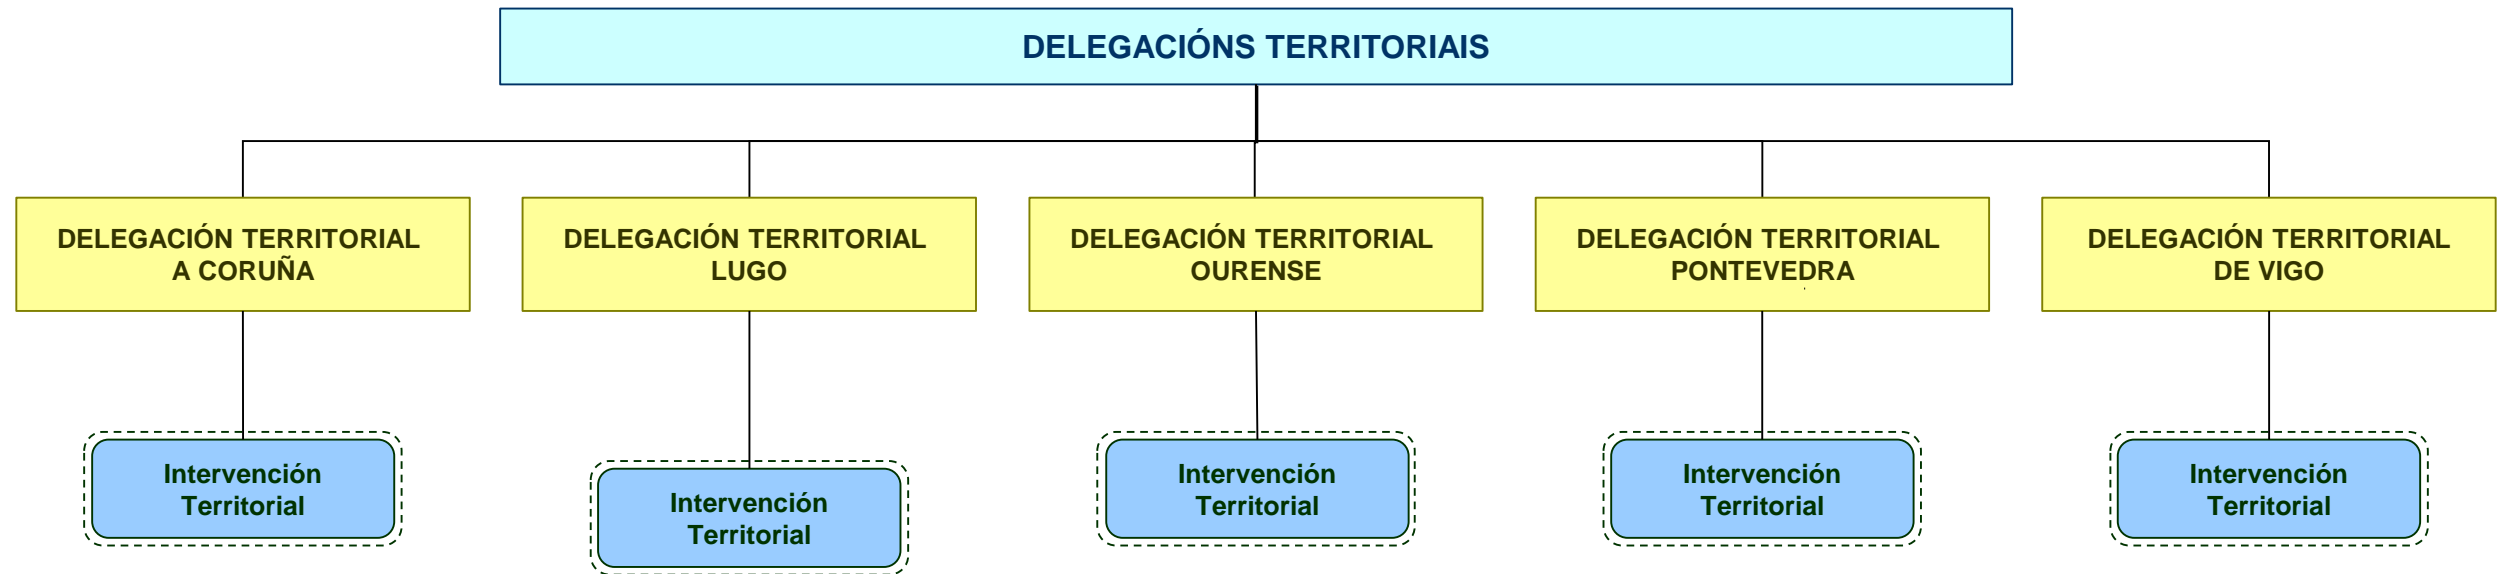 DELEGACIÓNS TERRITORIAIS
DELEGACIÓN TERRITORIAL
A CORUÑA
DELEGACIÓN TERRITORIAL
LUGO
DELEGACIÓN TERRITORIAL
OURENSE
DELEGACIÓN TERRITORIAL
PONTEVEDRA
DELEGACIÓN TERRITORIAL
DE VIGO
Intervención
Territorial
Intervención
Territorial
Intervención
Territorial
Intervención
Territorial
Intervención
Territorial